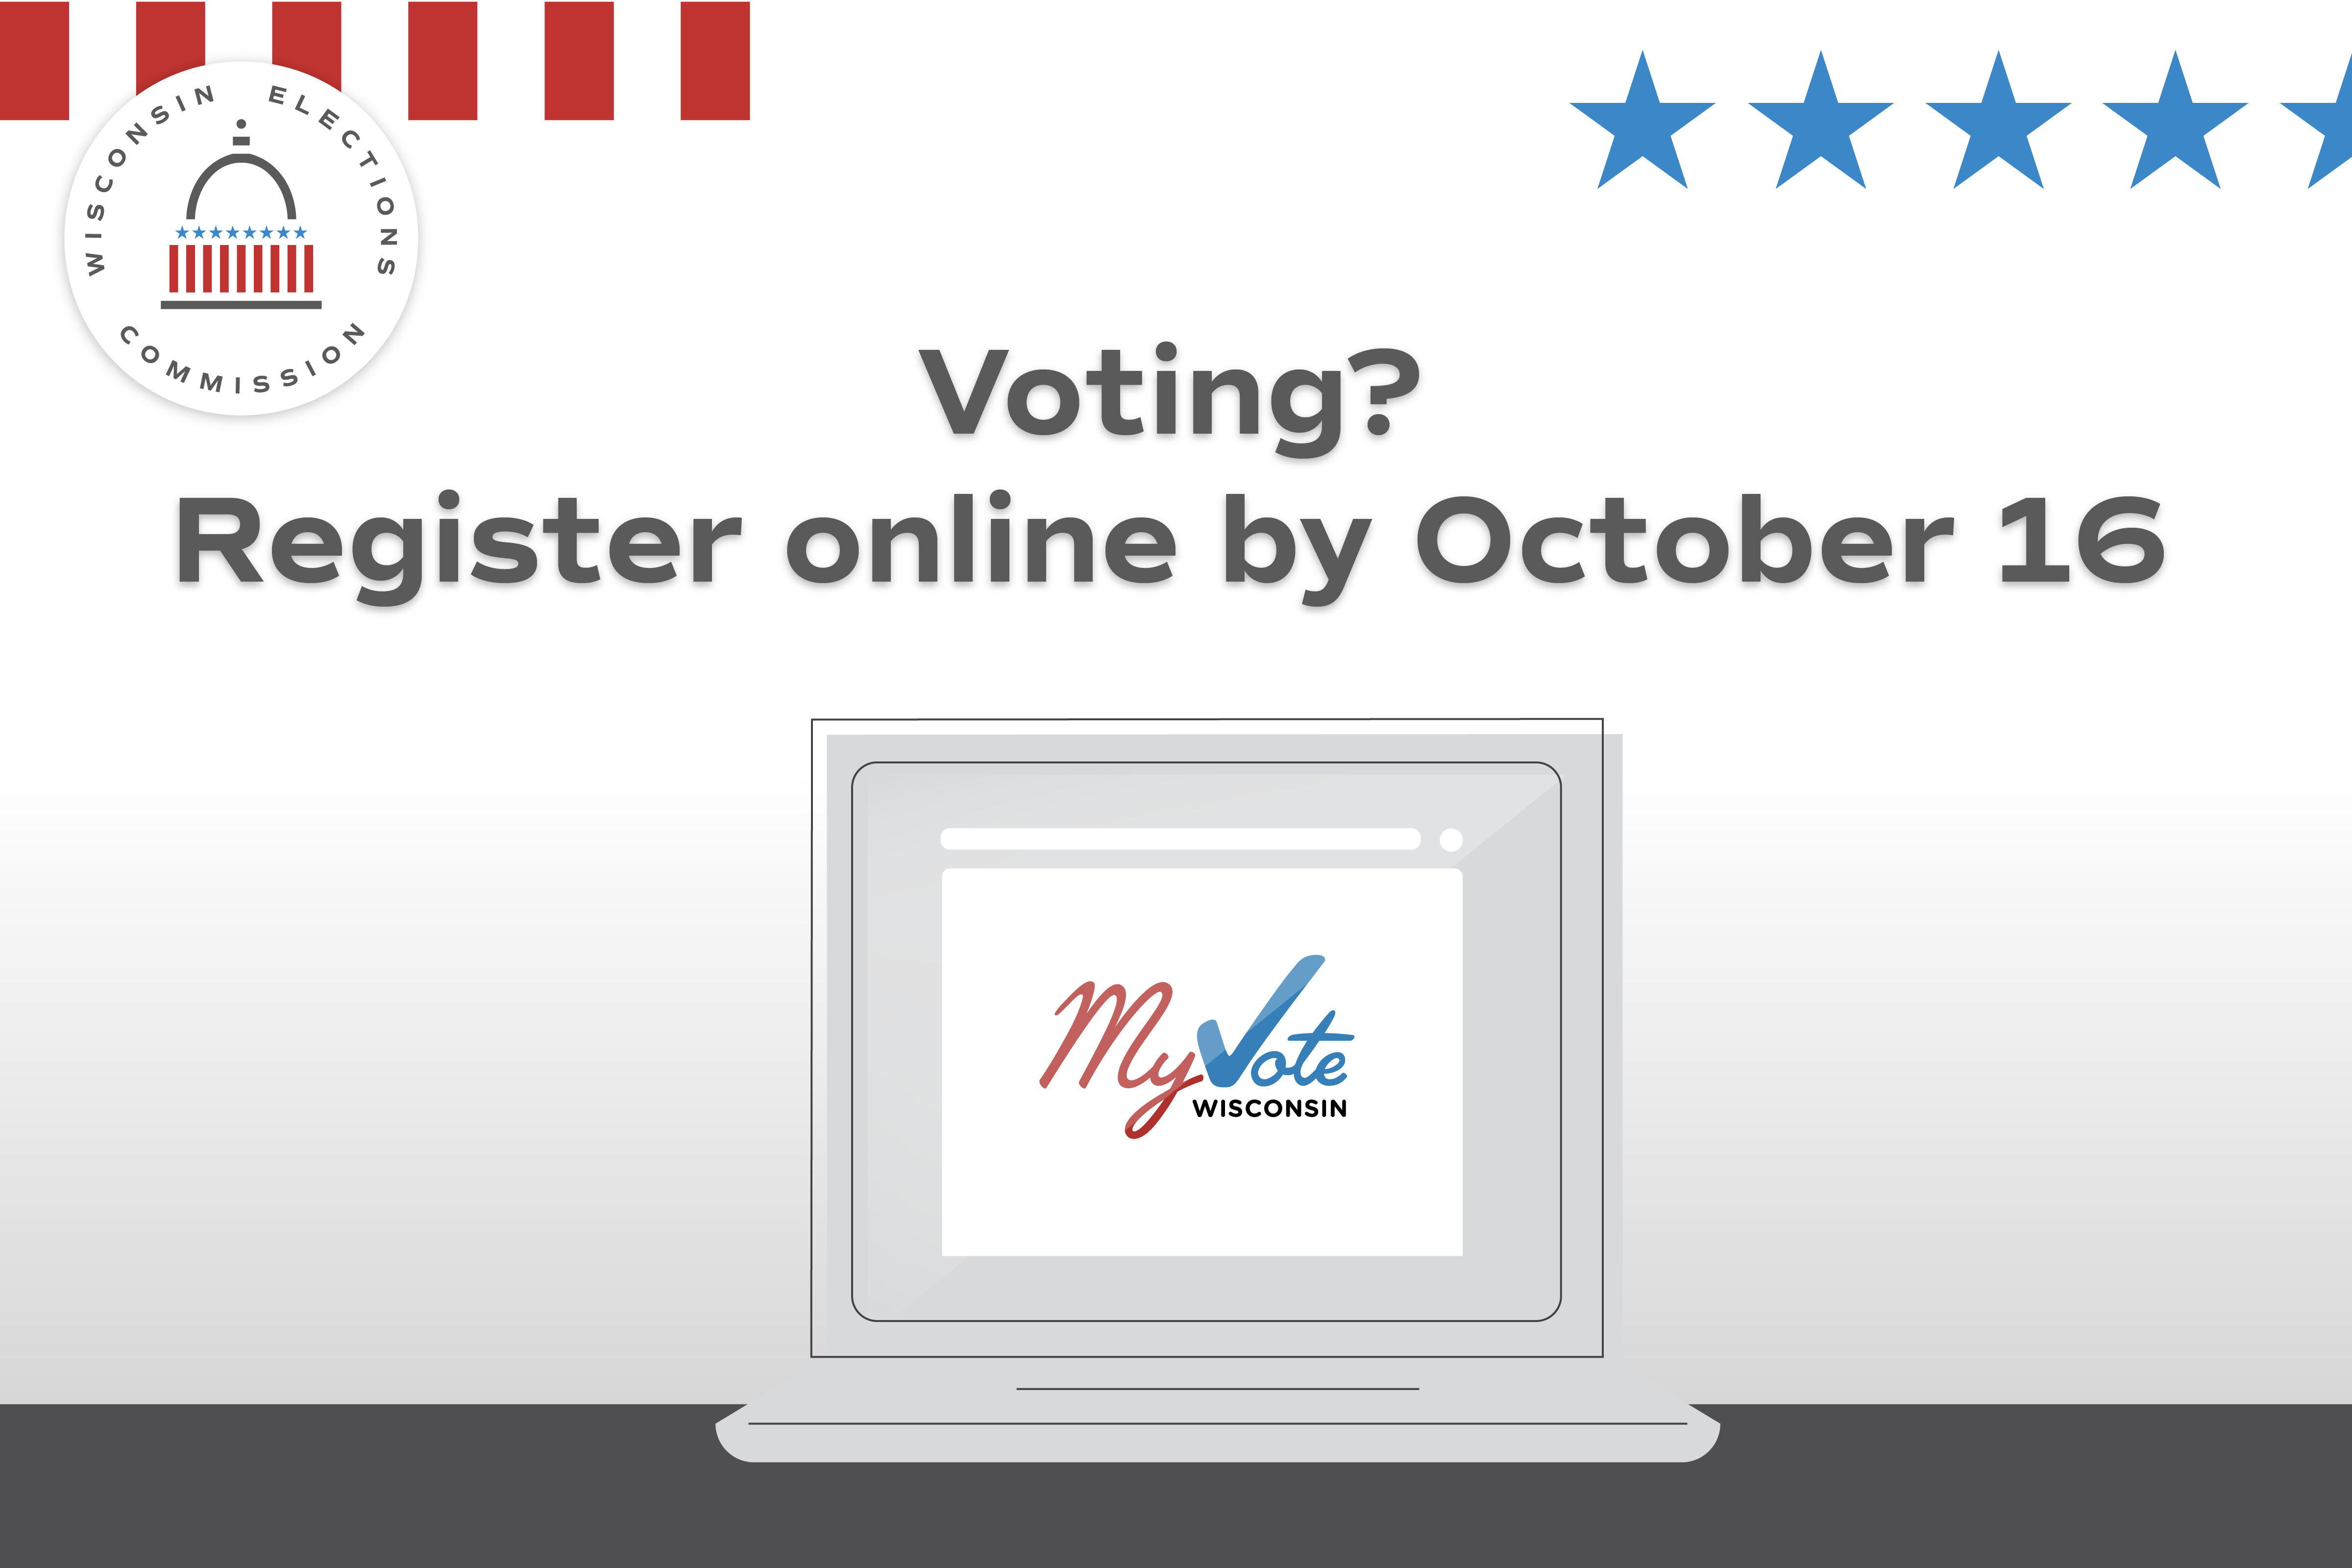 WISCONSIN ELECTIONS
COMMISSION
Voting?
Register online by October 16
MyVote
WISCONSIN